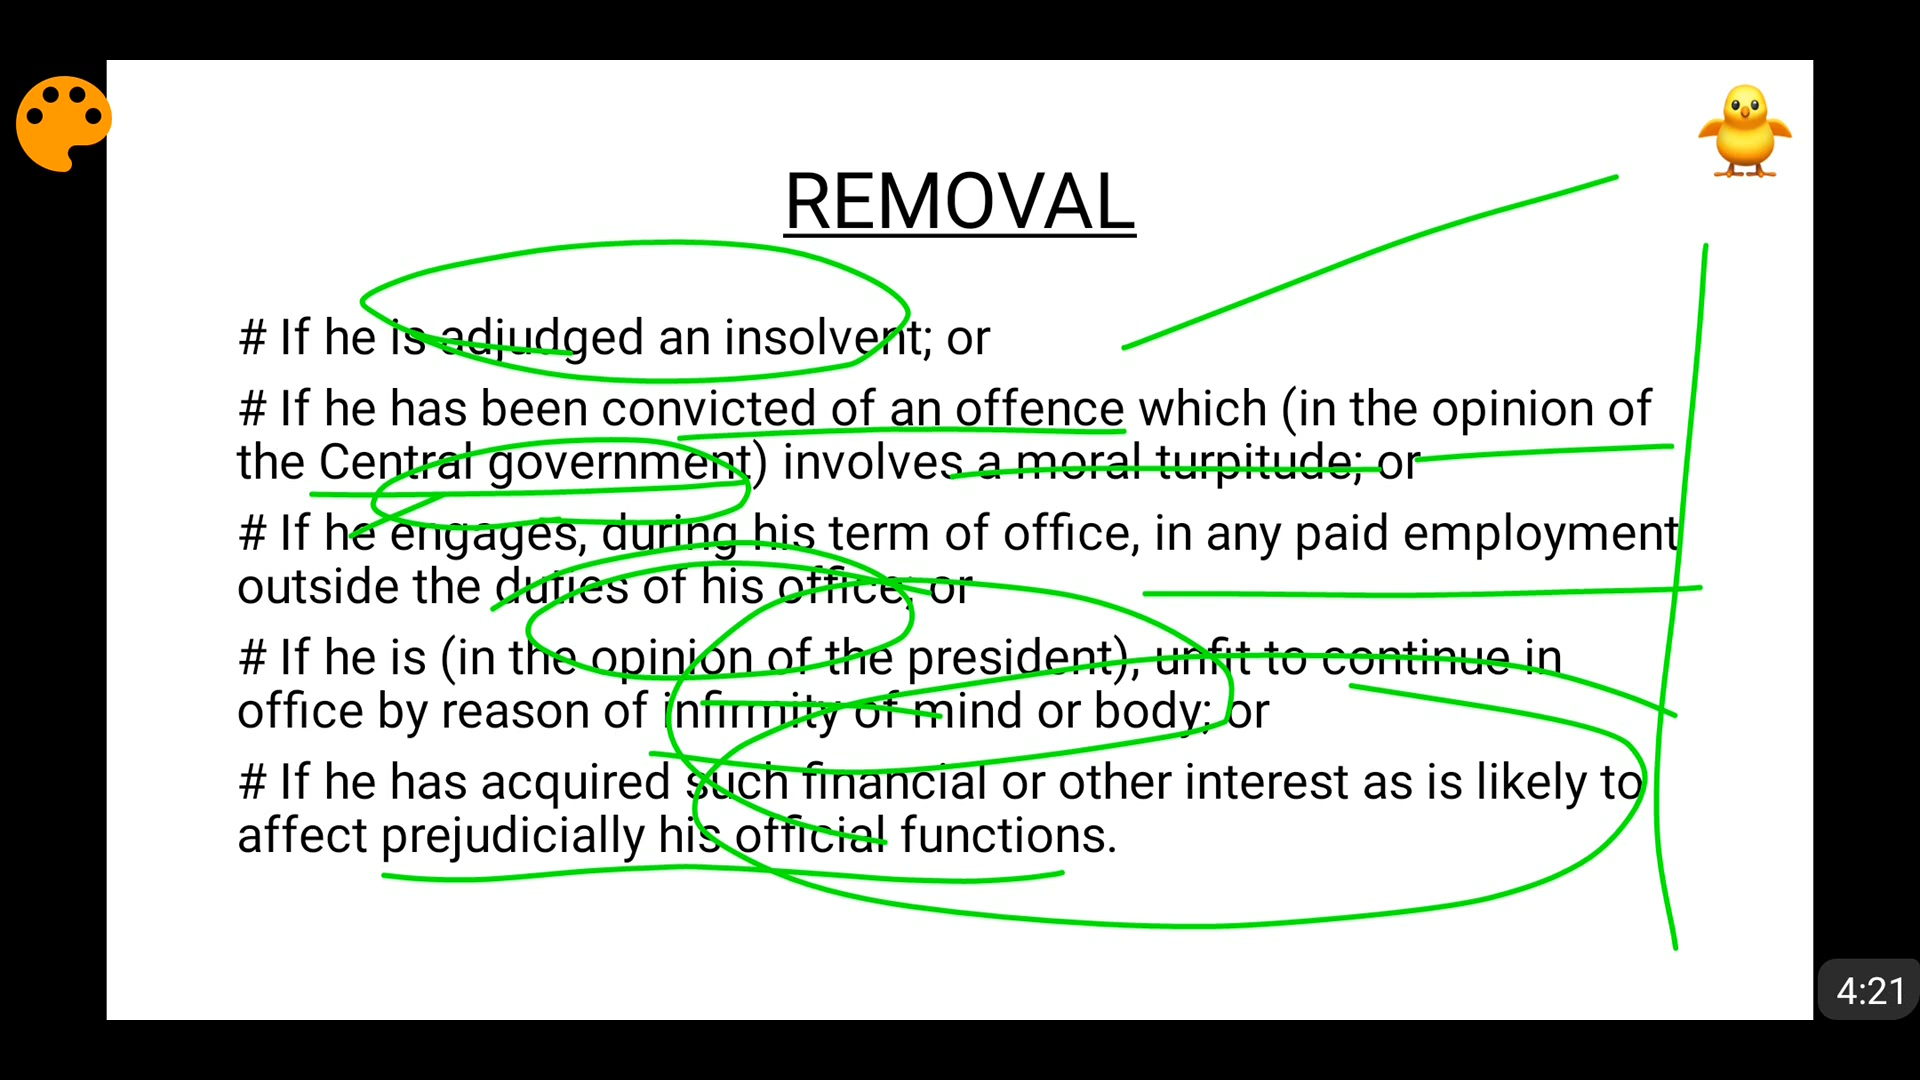 REMOVAL
# If he is adjudged an insolvent; or
# If he has been convicted of an offence which (in the opinion of
the Central government) involves a moral turpitude; or
# If he engages, during his term of office, in any paid employment
outside the duties of his office; or
# If he is (in the opinion of the president), unfit to continue in
office by reason of infirmity of mind or body; or
# If he has acquired such financial or other interest as is likely to
affect prejudicially his official functions.
4:21